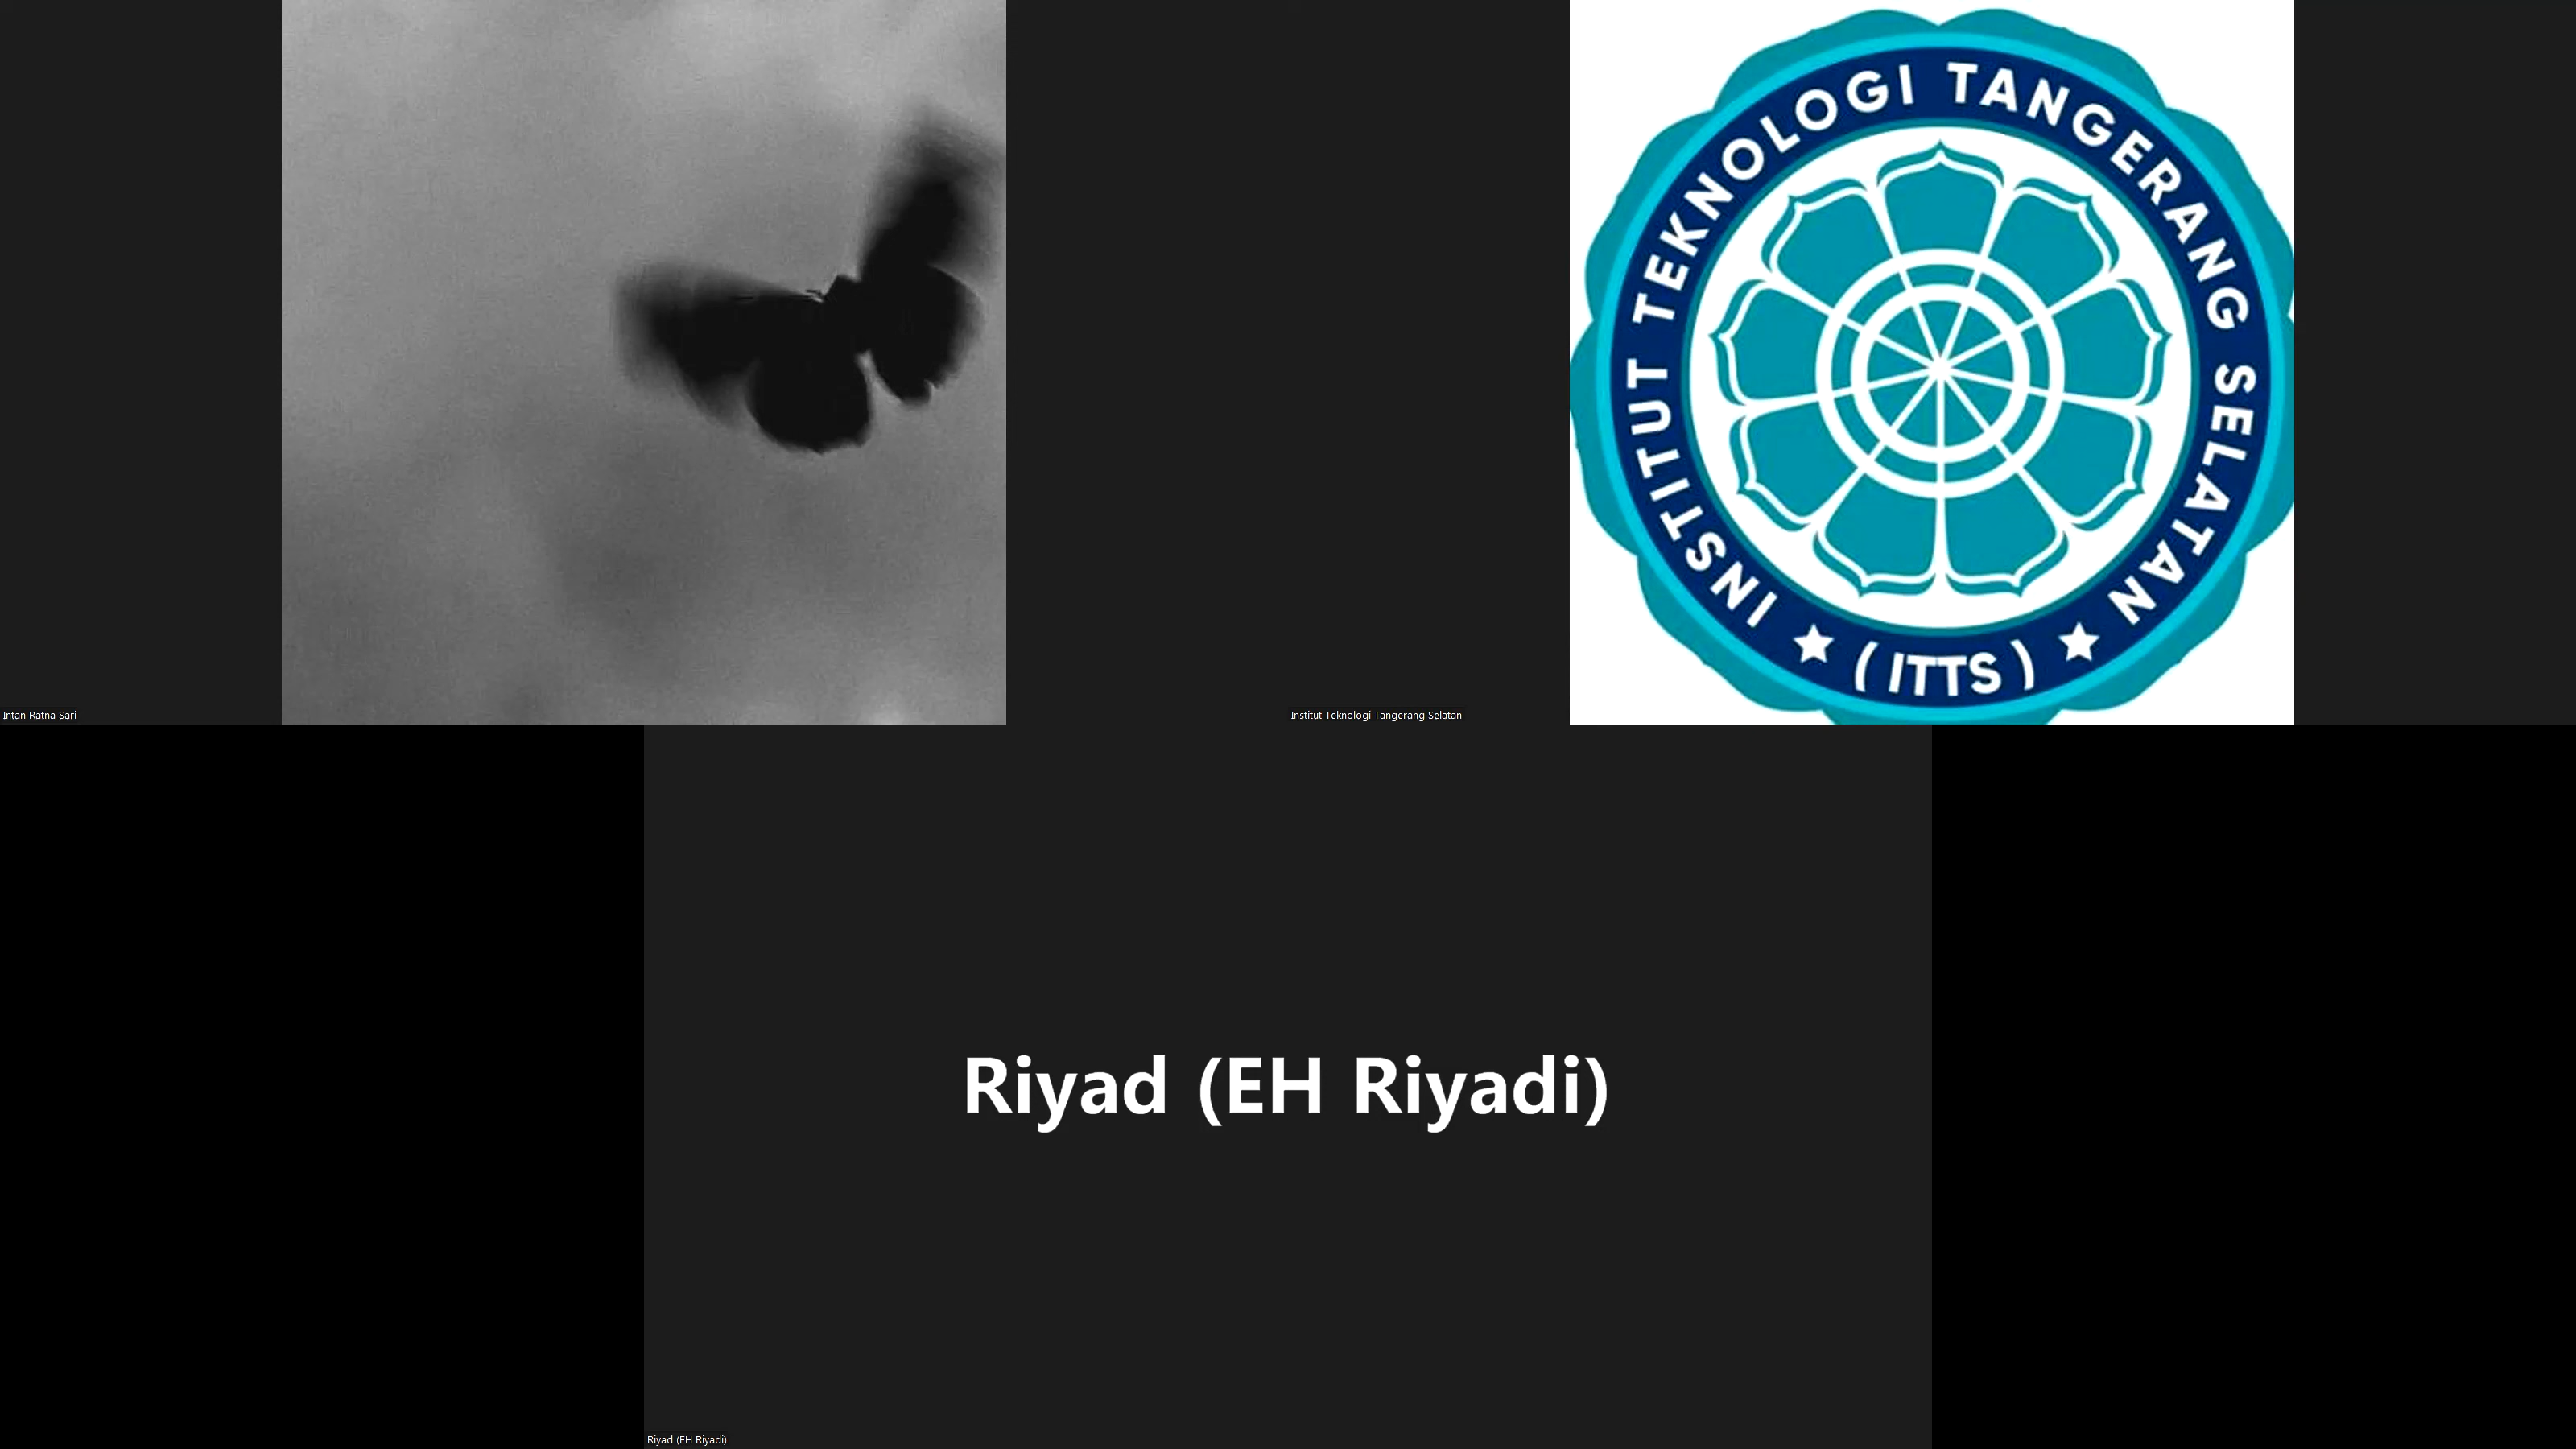 INSTITUT TEKNOLOGI TANGERANG SELATAN
( ITTS )
Intan Ratna Sari
Institut Teknologi Tangerang Selatan
Riyad (EH Riyadi)
Riyad (EH Riyadi)